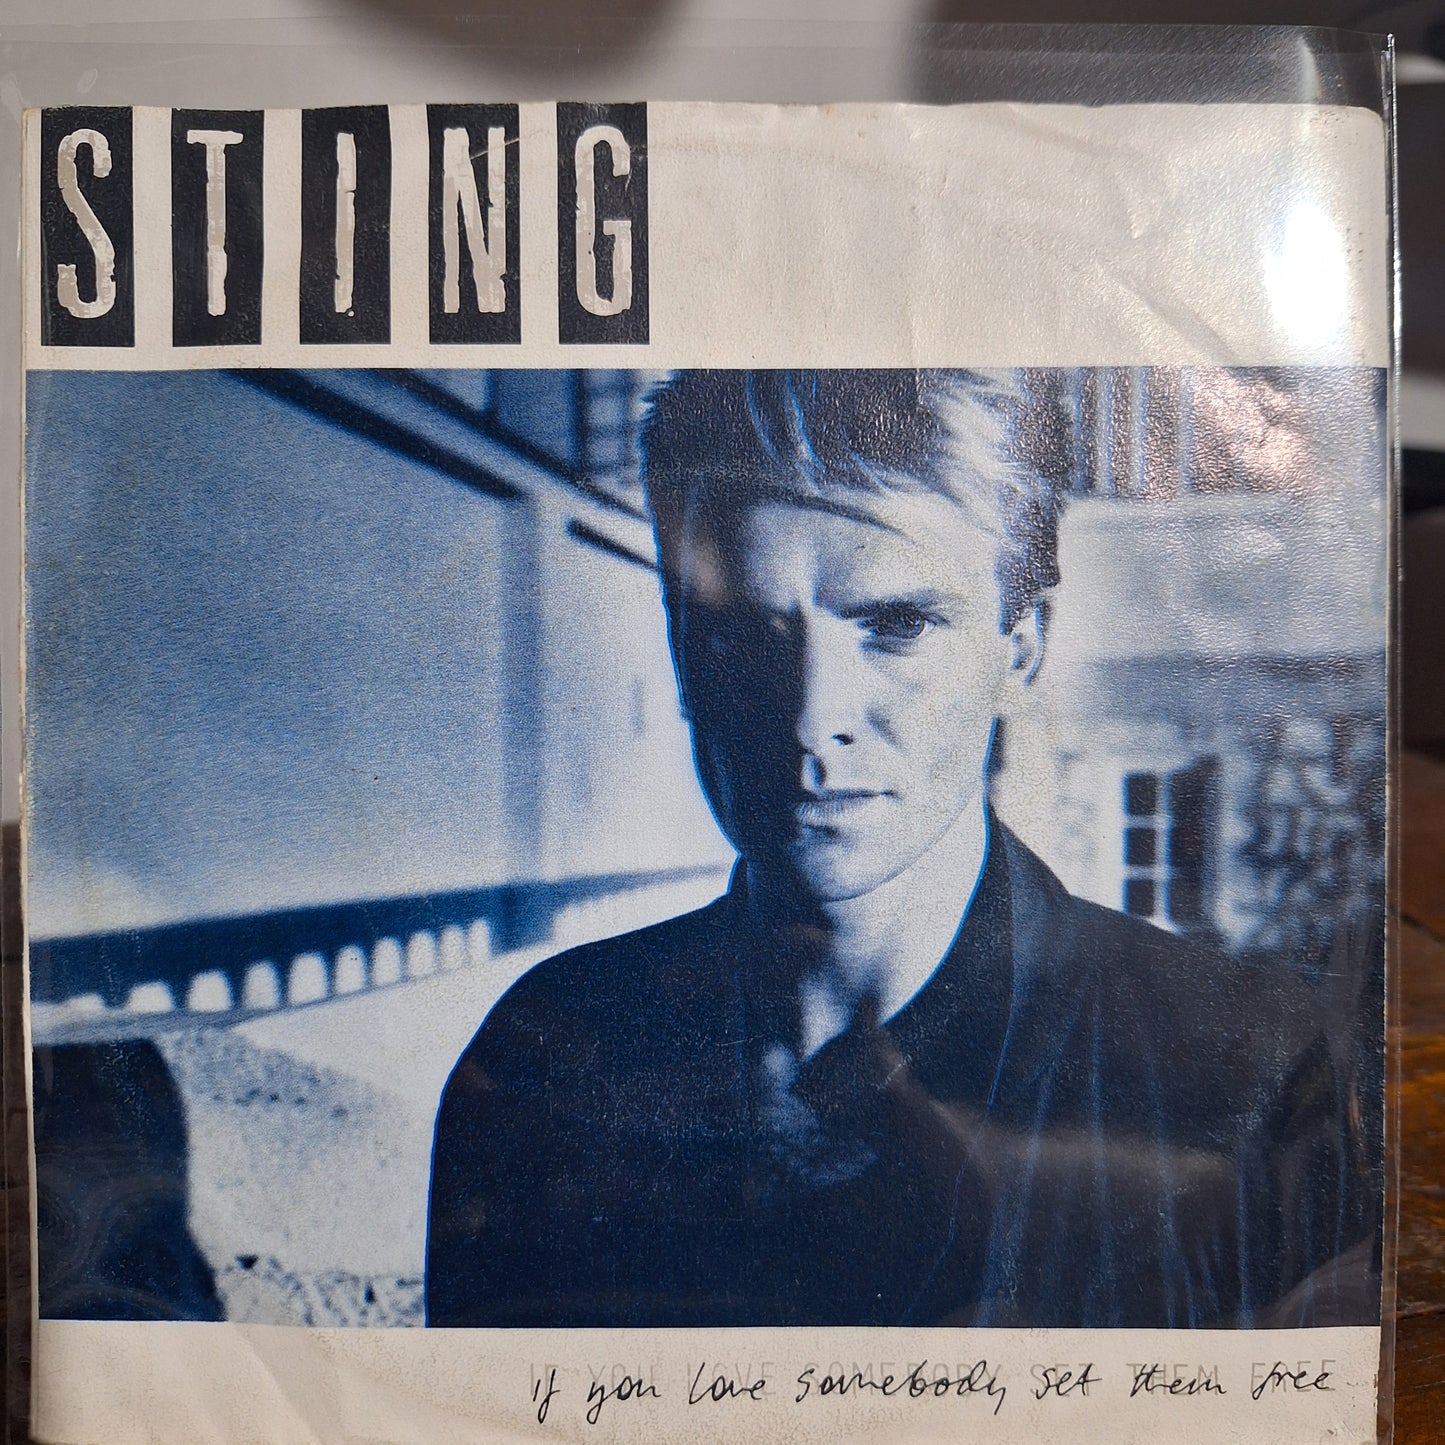 STING
IF YOU LOVE SOMEBODY SET THEM FREE
if you love somebody, set them free